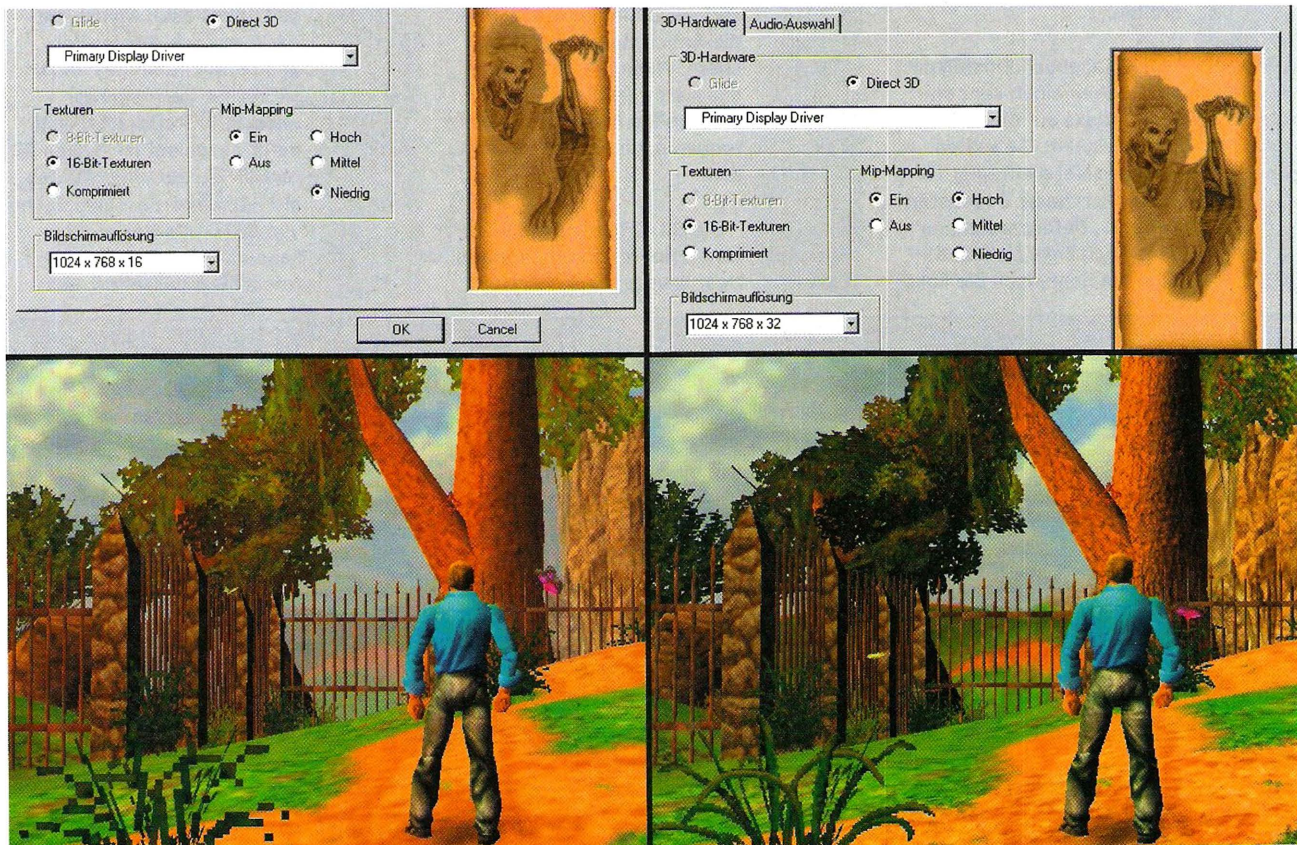 Glide
Direct 3D
Primary Display Driver
Texturen
8-Bit-Texturen
16-Bit-Texturen
Komprimiert
Mip-Mapping
Ein
Hoch
Aus
Mittel
Niedrig
Bildschirmauflösung
1024 x 768 x 16
OK
Cancel
3D-Hardware
Audio-Auswahl
3D-Hardware
Glide
Direct 3D
Primary Display Driver
Texturen
8-Bit-Texturen
16-Bit-Texturen
Komprimiert
Mip-Mapping
Ein
Hoch
Aus
Mittel
Niedrig
Bildschirmauflösung
1024 x 768 x 32